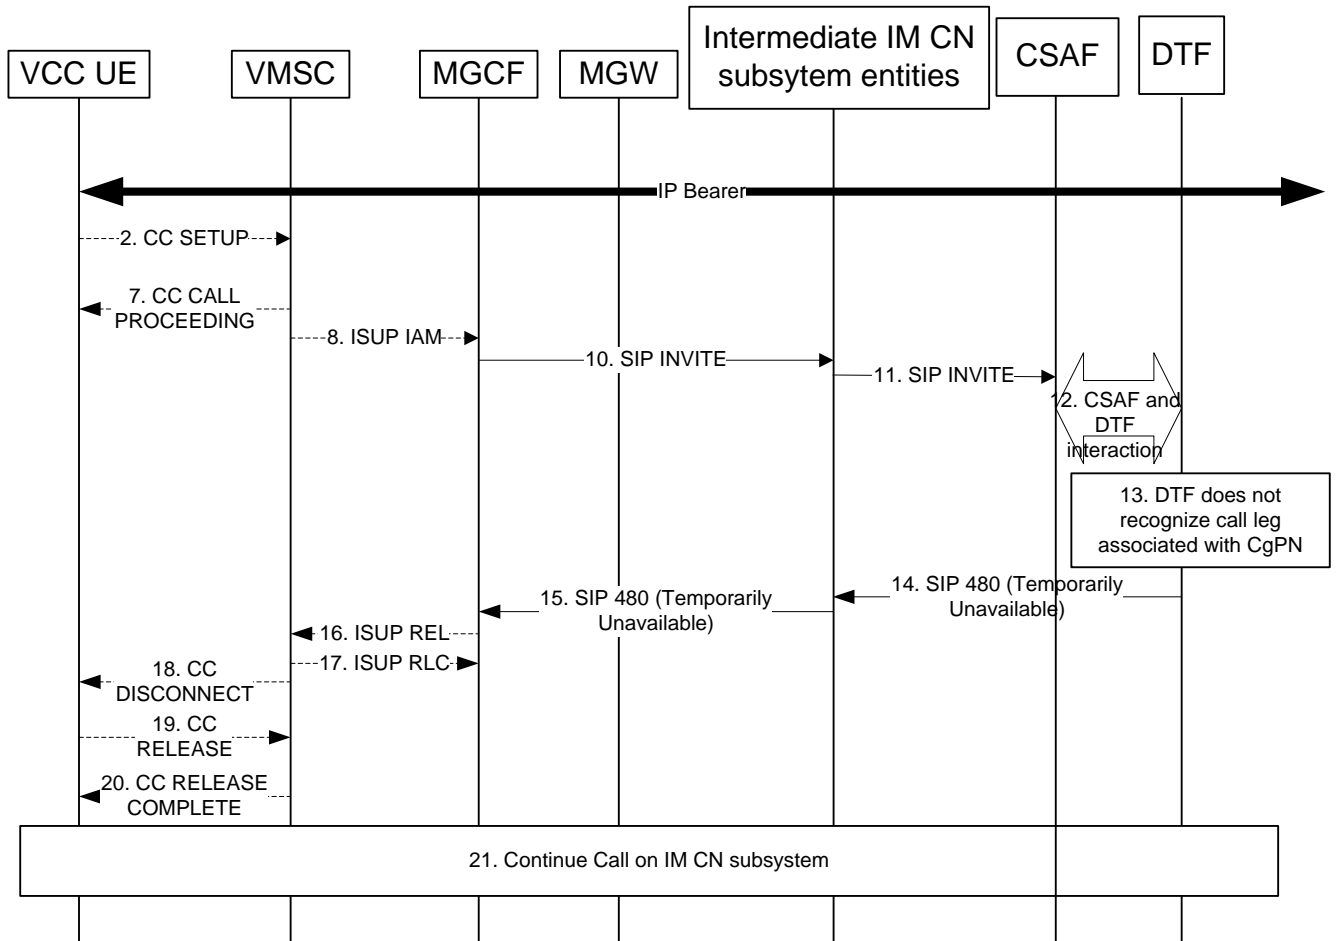 VCC UE
VMSC
MGCF
MGW
Intermediate IM CN
subsytem entities
CSAF
DTF
IP Bearer
2. CC SETUP
7. CC CALL
PROCEEDING
8. ISUP IAM
10. SIP INVITE
11. SIP INVITE
12. CSAF and
DTF
interaction
13. DTF does not
recognize call leg
associated with CgPN
14. SIP 480 (Temporarily
Unavailable)
15. SIP 480 (Temporarily
Unavailable)
16. ISUP REL
17. ISUP RLC
18. CC
DISCONNECT
19. CC
RELEASE
20. CC RELEASE
COMPLETE
21. Continue Call on IM CN subsystem